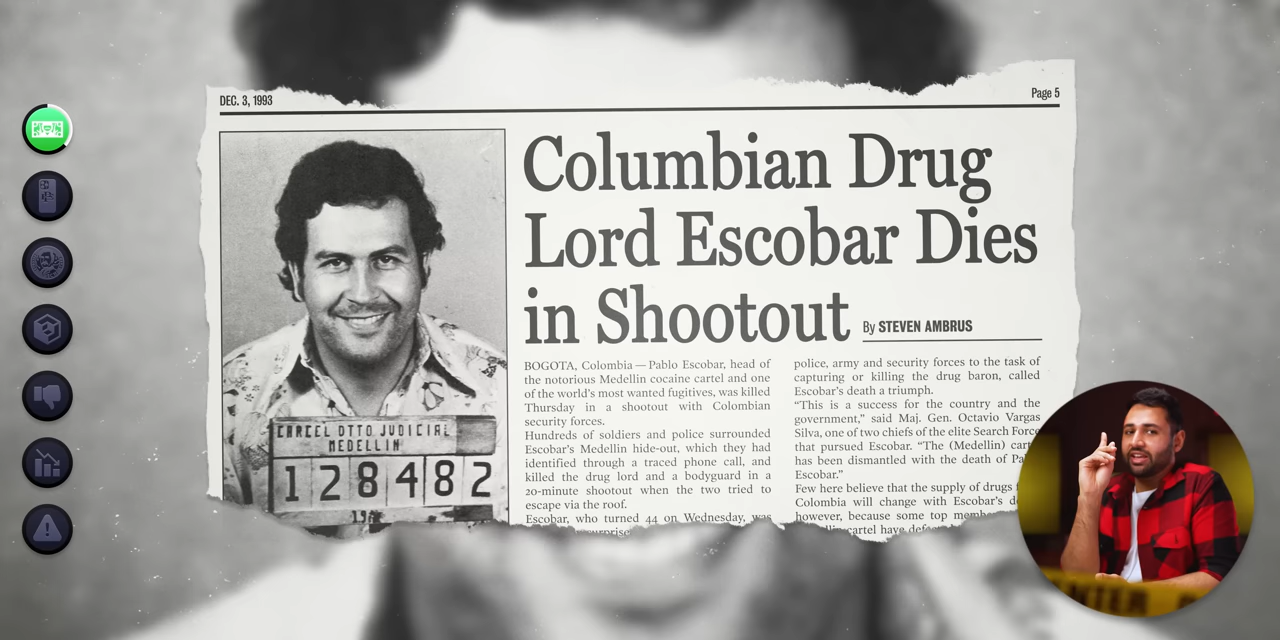 DEC. 3, 1993
Page 5
Columbian Drug
Lord Escobar Dies
in Shootout
By STEVEN AMBRUS
CARCEL DTTO JUDICIAL
MEDELLIN
128482
BOGOTA, Colombia — Pablo Escobar, head of
the notorious Medellin cocaine cartel and one
of the world's most wanted fugitives, was killed
Thursday in a shootout with Colombian
security forces.
Hundreds of soldiers and police surrounded
Escobar's Medellin hide-out, when they had
identified through a traced phone call, and
killed the drug lord and a bodyguard in a
20-minute shootout when the two tried to
escape via the roof.
Escobar, who turned 44 on Wednesday, was
police, army and security forces to the task of
capturing or killing the drug baron, called
Escobar's death a triumph.
“This is a success for the country and the
government,” said Maj. Gen. Octavio Vargas
Silva, one of two chiefs of the elite Search Force
that pursued Escobar. “The (Medellin)
has been dismantled with the death of
Escobar.”
Few here believe that the supply of drugs
Colombia will change with Escobar's
however, because some top
cartel have